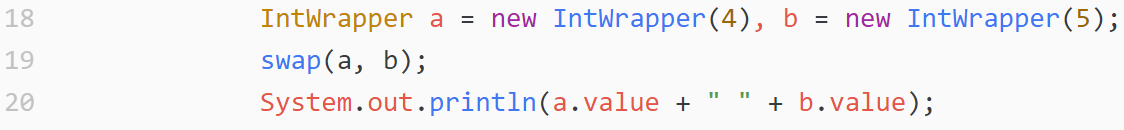 18 IntWrapper a = new IntWrapper(4), b = new IntWrapper(5);
19 swap(a, b);
20 System.out.println(a.value + " " + b.value);